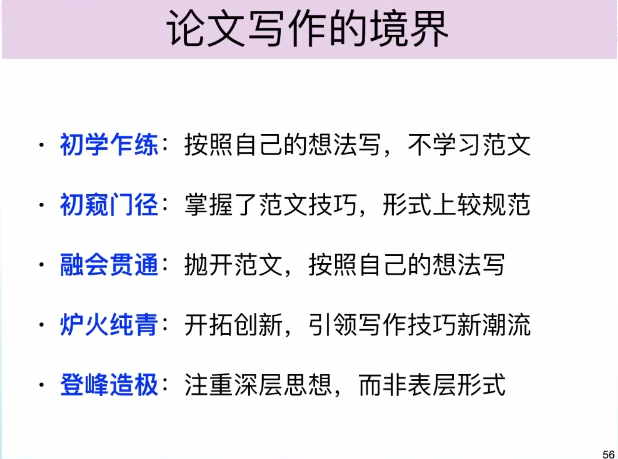 论文写作的境界
· 初学乍练：按照自己的想法写，不学习范文
· 初窥门径：掌握了范文技巧，形式上较规范
· 融会贯通：抛开范文，按照自己的想法写
· 炉火纯青：开拓创新，引领写作技巧新潮流
· 登峰造极：注重深层思想，而非表层形式
56